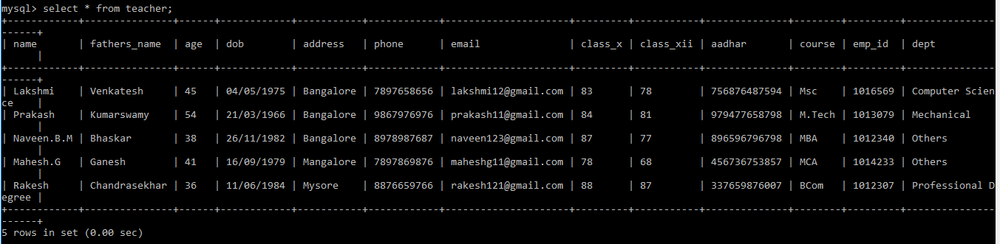 mysql> select * from teacher;
+------------+---------------+------+------------+-----------+------------+---------------------+---------+-----------+--------------+--------+---------+---------------
------+
| name       | fathers_name  | age  | dob        | address   | phone      | email               | class_x | class_xii | aadhar       | course | emp_id  | dept
      |
+------------+---------------+------+------------+-----------+------------+---------------------+---------+-----------+--------------+--------+---------+---------------
------+
| Lakshmi    | Venkatesh     | 45   | 04/05/1975 | Bangalore | 7897658656 | lakshmi12@gmail.com | 83      | 78        | 756876487594 | Msc    | 1016569 | Computer Scien
ce    |
| Prakash    | Kumarswamy    | 54   | 21/03/1966 | Bangalore | 9867976976 | prakash11@gmail.com | 84      | 81        | 979477658798 | M.Tech | 1013079 | Mechanical
      |
| Naveen.B.M | Bhaskar       | 38   | 26/11/1982 | Bangalore | 8978987687 | naveen123@gmail.com | 87      | 77        | 896596796798 | MBA    | 1012340 | Others
      |
| Mahesh.G   | Ganesh        | 41   | 16/09/1979 | Mangalore | 7897869876 | maheshg11@gmail.com | 78      | 68        | 456736753857 | MCA    | 1014233 | Others
      |
| Rakesh     | Chandrasekhar | 36   | 11/06/1984 | Mysore    | 8876659766 | rakesh121@gmail.com | 88      | 87        | 337659876007 | BCom   | 1012307 | Professional D
egree |
+------------+---------------+------+------------+-----------+------------+---------------------+---------+-----------+--------------+--------+---------+---------------
------+
5 rows in set (0.00 sec)